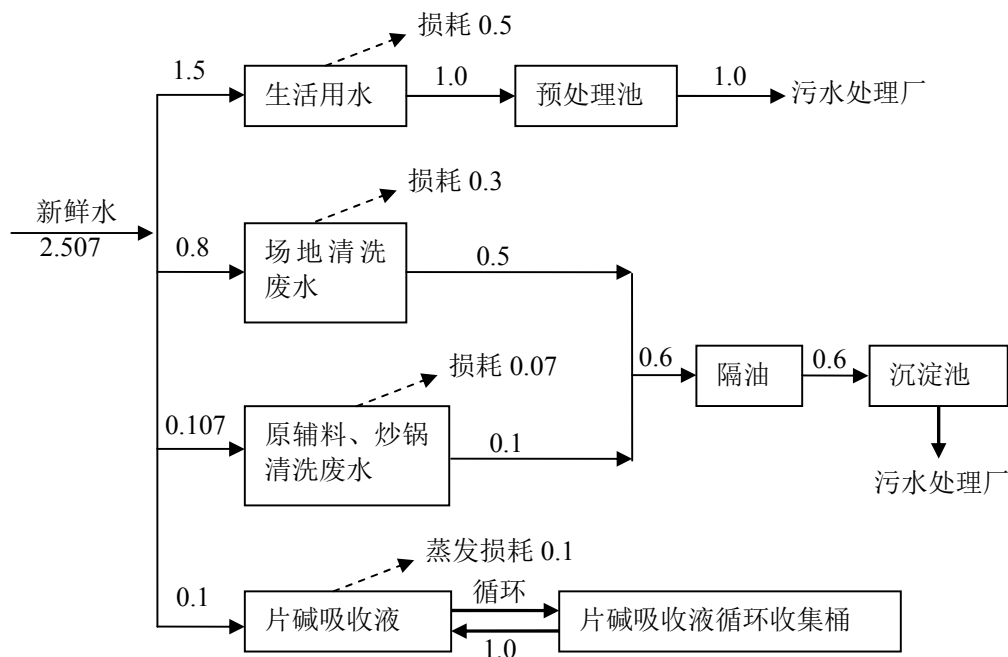 损耗 0.5
1.5
生活用水
1.0
预处理池
1.0
污水处理厂
新鲜水
2.507
损耗 0.3
0.8
场地清洗
废水
0.5
0.6
隔油
0.6
沉淀池
损耗 0.07
0.107
原辅料、炒锅
清洗废水
0.1
污水处理厂
蒸发损耗 0.1
0.1
片碱吸收液
循环
1.0
片碱吸收液循环收集桶